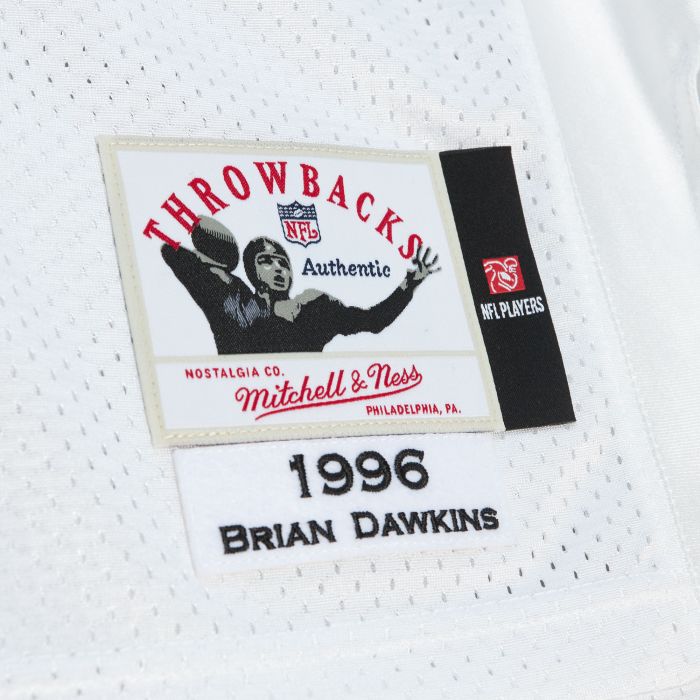 THROWBACKS
NFL
Authentic
NFL PLAYERS
NOSTALGIA CO.
Mitchell & Ness
PHILADELPHIA, PA.
1996
BRIAN DAWKINS